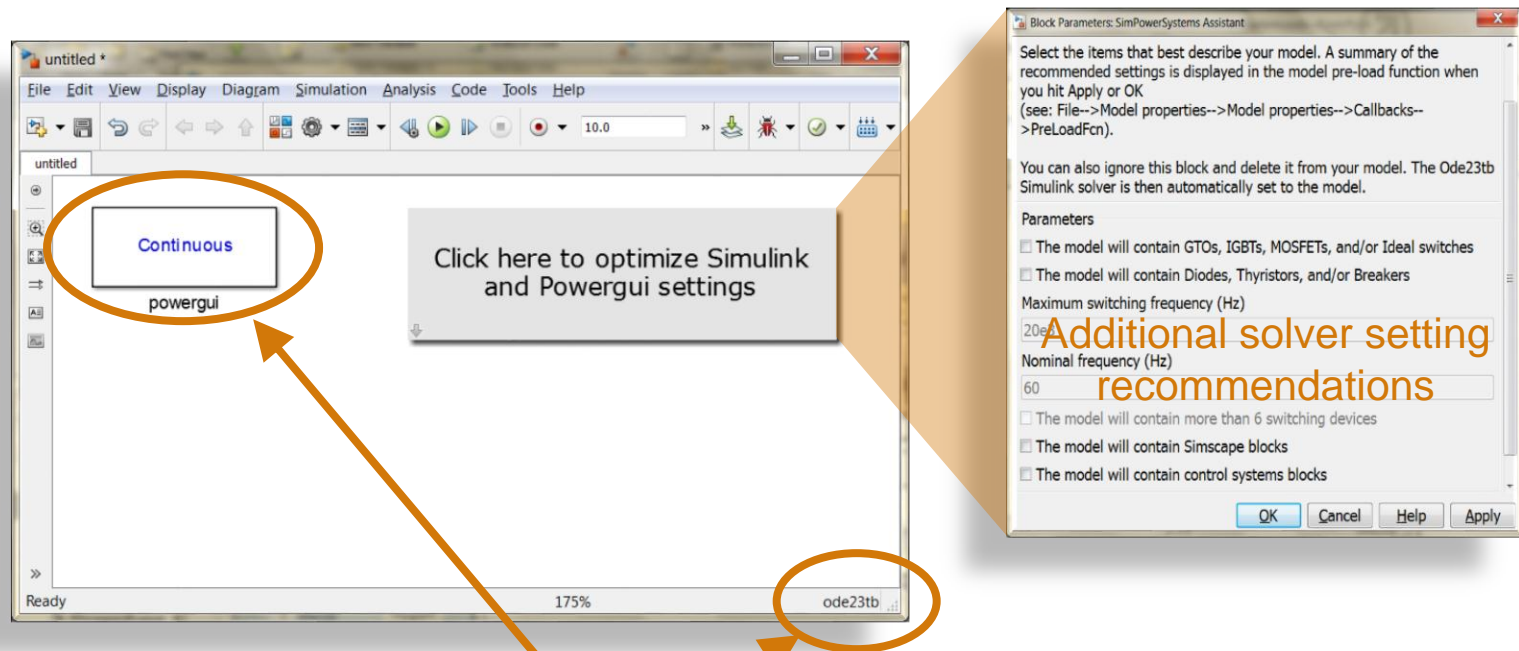 untitled *
File Edit View Display Diagram Simulation Analysis Code Tools Help
10.0 »
untitled
Continuous
powergui
Click here to optimize Simulink
and Powergui settings
»
Ready 175% ode23tb
Block Parameters: SimPowerSystems Assistant
Select the items that best describe your model. A summary of the
recommended settings is displayed in the model pre-load function when
you hit Apply or OK
(see: File-->Model properties-->Model properties-->Callbacks--
>PreLoadFcn).
You can also ignore this block and delete it from your model. The Ode23tb
Simulink solver is then automatically set to the model.
Parameters
The model will contain GTOs, IGBTs, MOSFETs, and/or Ideal switches
The model will contain Diodes, Thyristors, and/or Breakers
Maximum switching frequency (Hz)
Additional solver setting
Nominal frequency (Hz)
60
recommendations
The model will contain more than 6 switching devices
The model will contain Simscape blocks
The model will contain control systems blocks
OK Cancel Help Apply